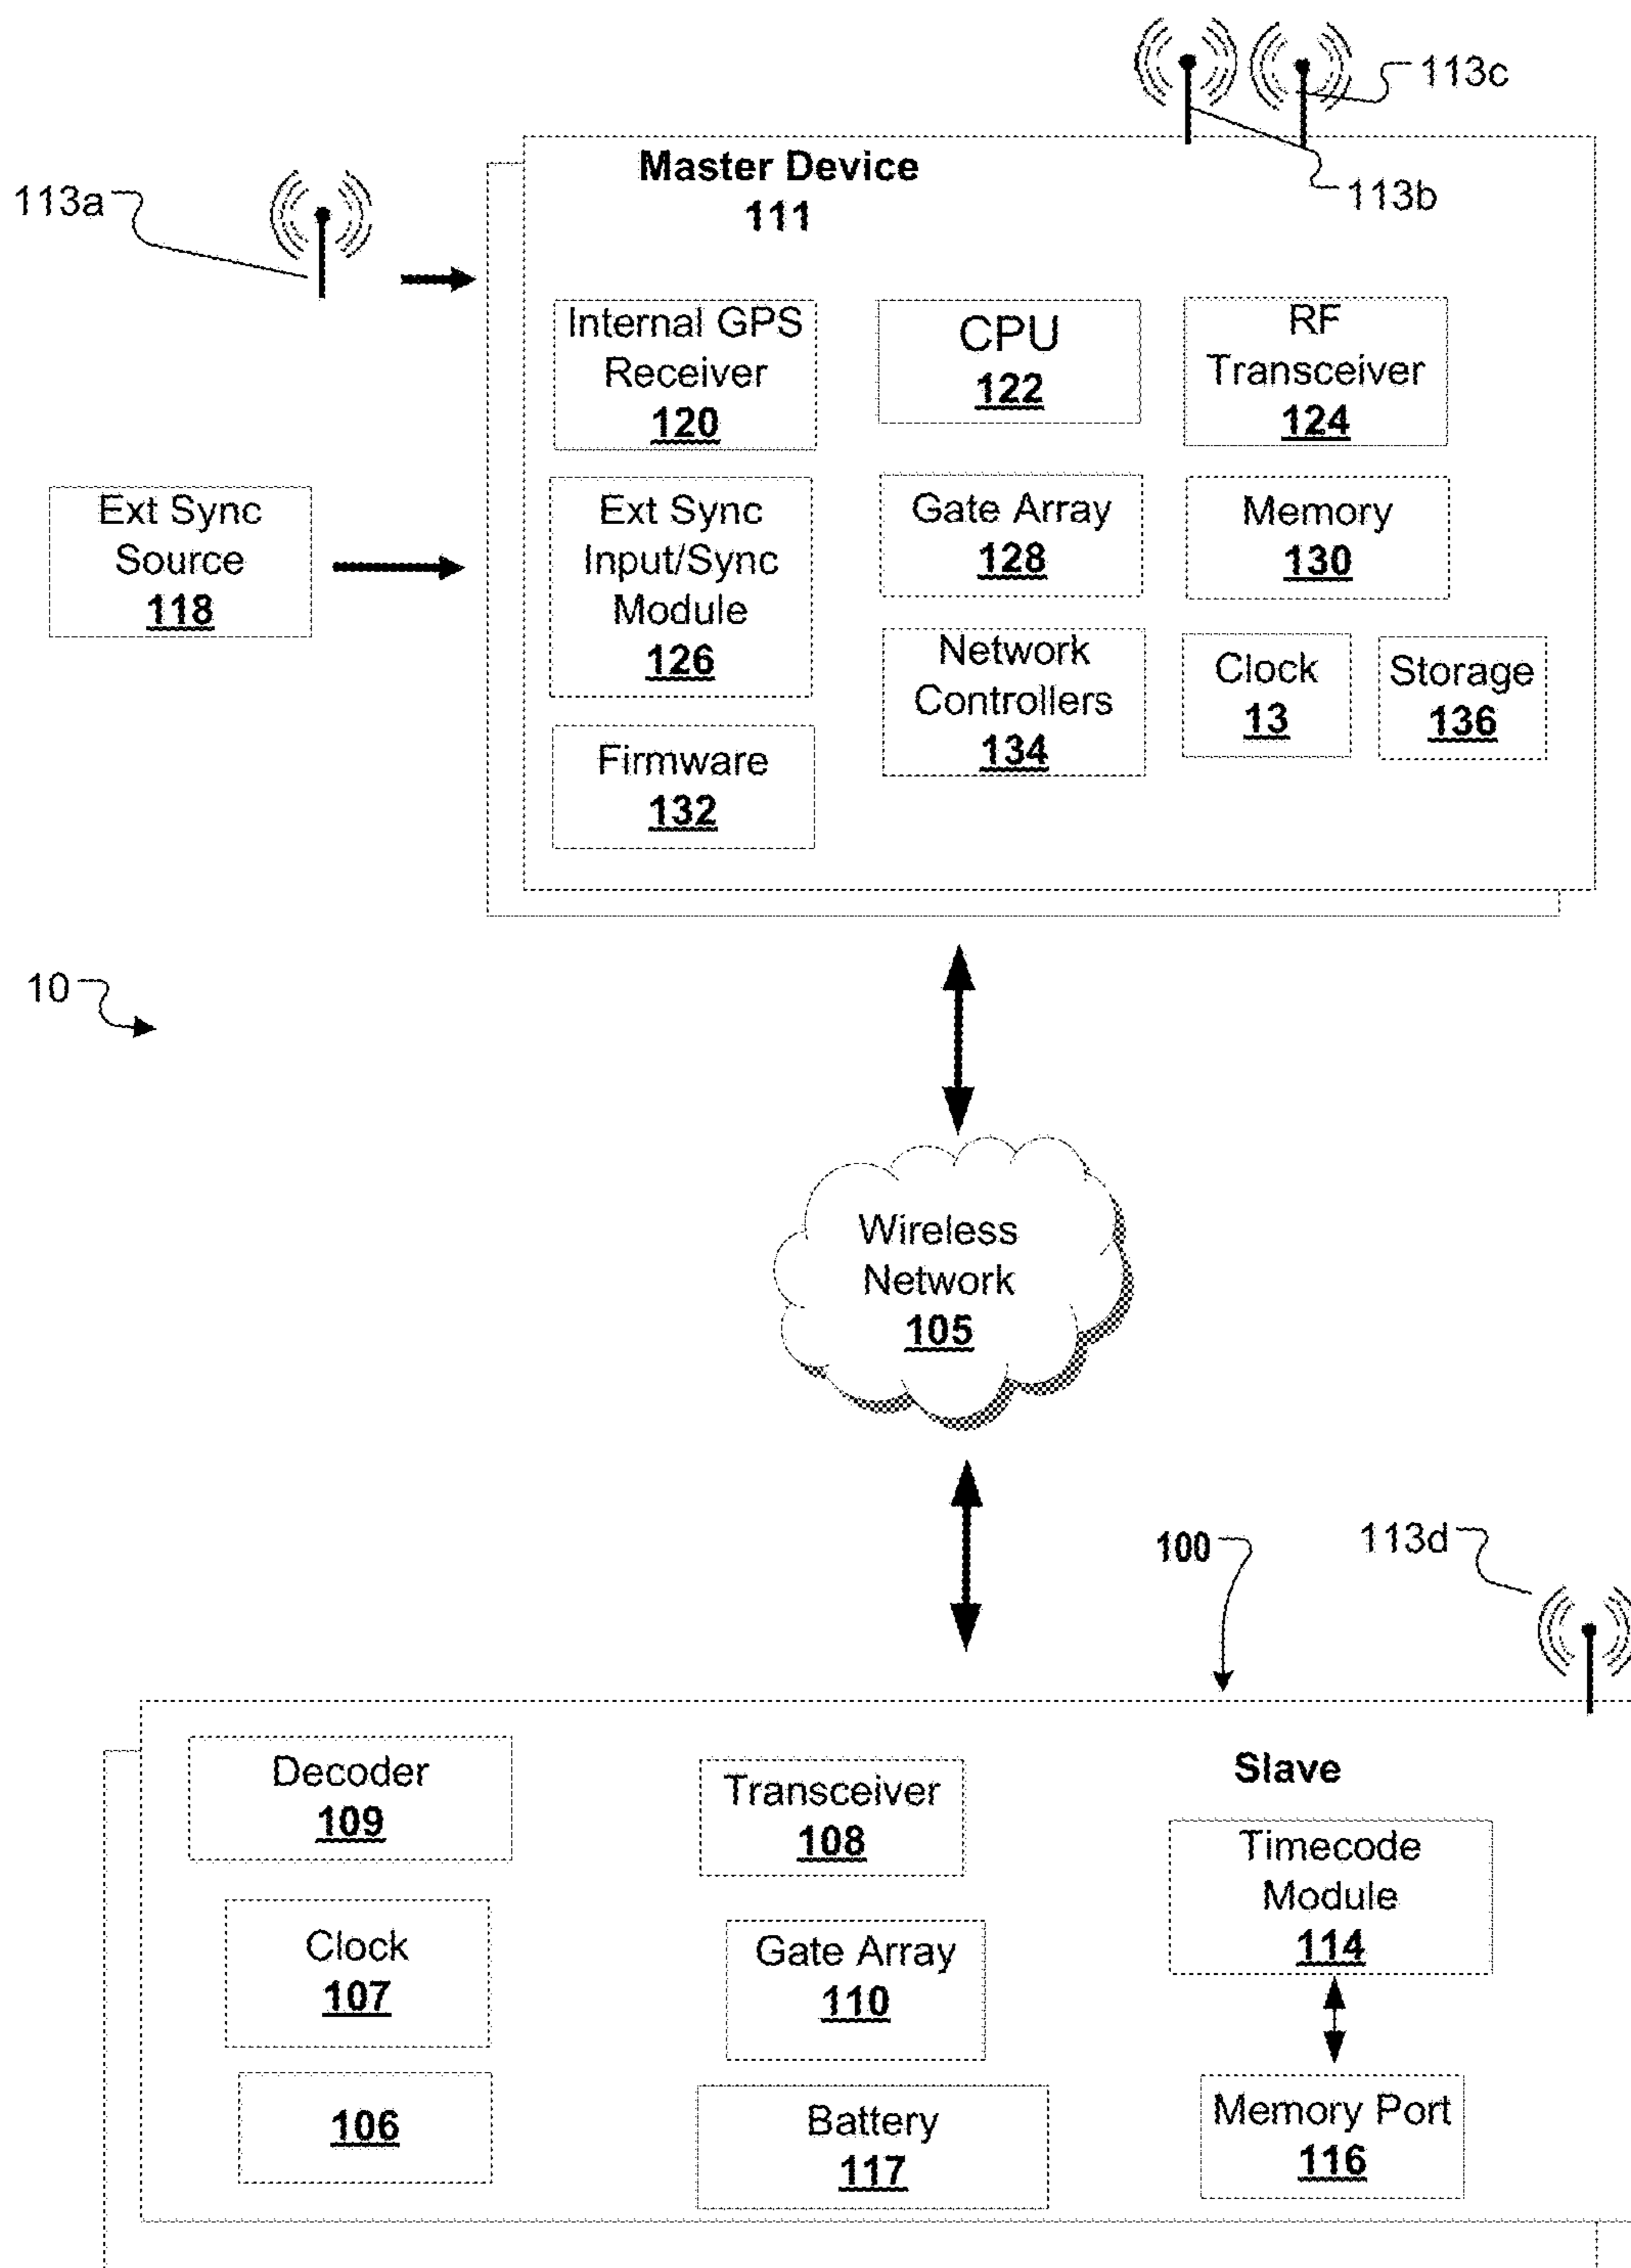 113c
Master Device
111
113a
113b
Internal GPS
Receiver
120
CPU
122
RF
Transceiver
124
Ext Sync
Source
118
Ext Sync
Input/Sync
Module
126
Gate Array
128
Memory
130
Network
Controllers
134
Clock
13
Storage
136
Firmware
132
10
Wireless
Network
105
100
113d
Slave
Decoder
109
Transceiver
108
Timecode
Module
114
Clock
107
Gate Array
110
106
Battery
117
Memory Port
116